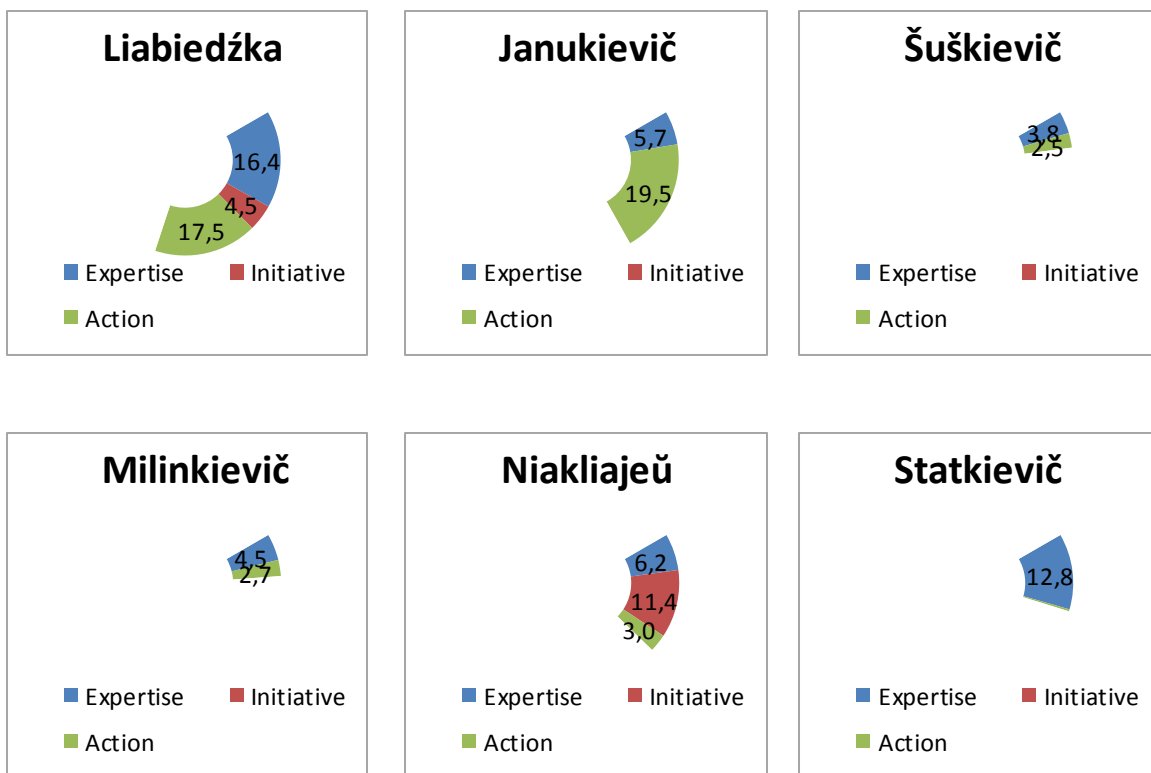 Liabiedźka
16,4
4,5
17,5
Expertise
Initiative
Action
Janukievič
5,7
19,5
Expertise
Initiative
Action
Šuškievič
3,8
2,5
Expertise
Initiative
Action
Milinkievič
4,5
2,7
Expertise
Initiative
Action
Niakliajeŭ
6,2
11,4
3,0
Expertise
Initiative
Action
Statkievič
12,8
Expertise
Initiative
Action